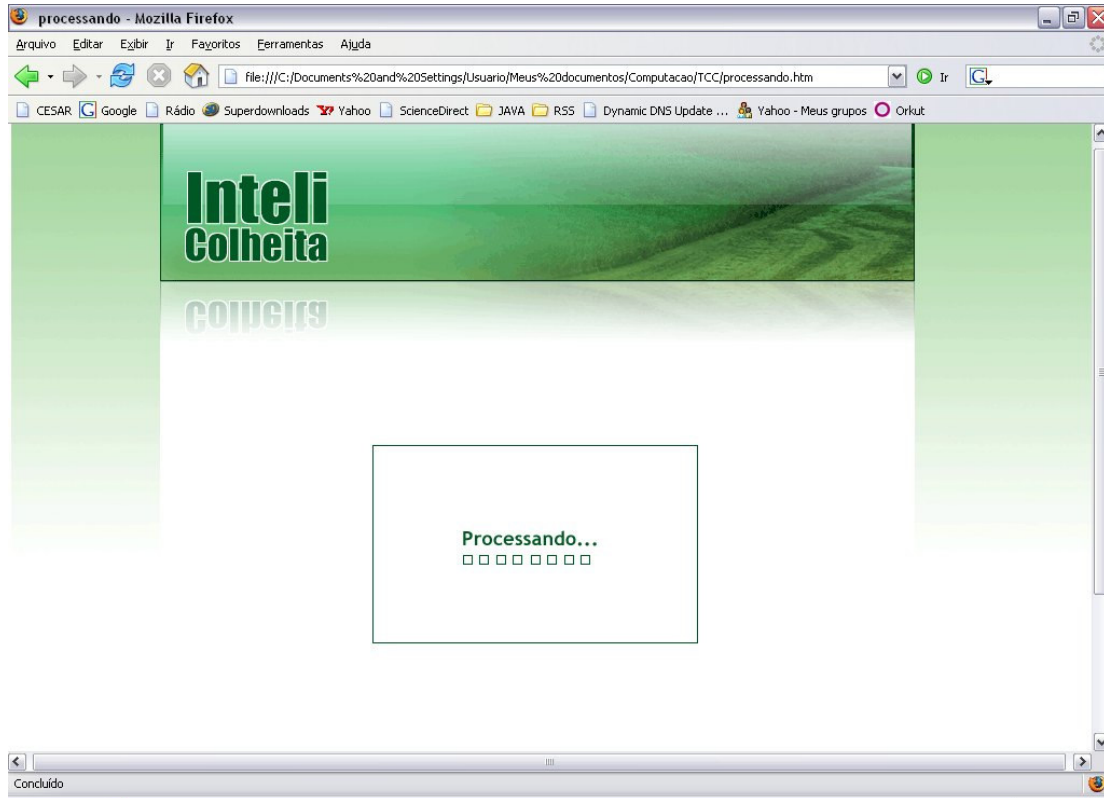 processando - Mozilla Firefox
Arquivo Editar Exibir Ir Favoritos Ferramentas Ajuda
file:///C:/Documents%20and%20Settings/Usuario/Meus%20documentos/Computacao/TCC/processando.htm Ir G
CESAR G Google Rádio Superdownloads Y! Yahoo ScienceDirect JAVA RSS Dynamic DNS Update ... Yahoo - Meus grupos Orkut
Inteli
Colheita
Colheita
Processando...
Concluído